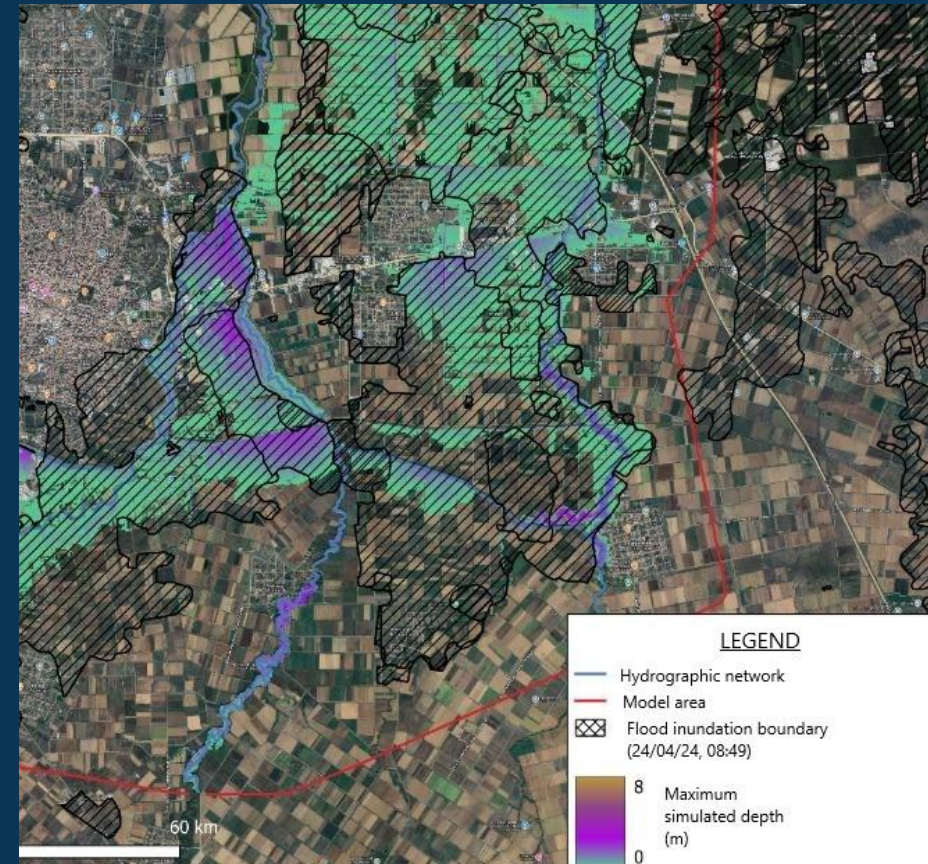 60 km
LEGEND
Hydrographic network
Model area
Flood inundation boundary
(24/04/24, 08:49)
8
Maximum
simulated depth
(m)
0